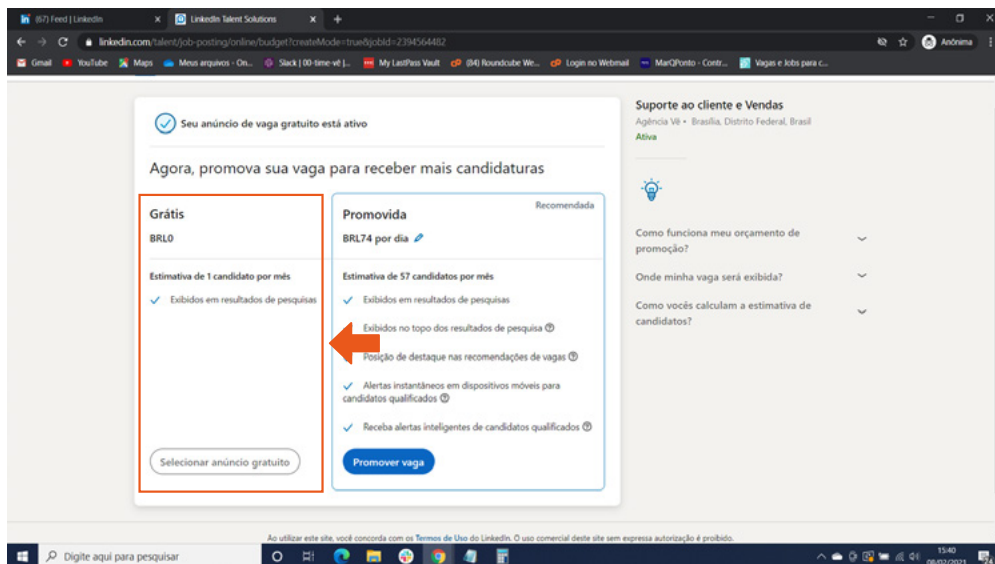 (67) Feed | LinkedIn
LinkedIn Talent Solutions
linkedin.com/talent/job-posting/online/budget?createMode=true&jobId=2394564482
Anônima
Gmail YouTube Maps Meus arquivos - On... Slack | 00-time-vê |... My LastPass Vault (84) Roundcube We... Login no Webmail MarQPonto - Contr... Vagas e Jobs para c...
Seu anúncio de vaga gratuito está ativo
Agora, promova sua vaga para receber mais candidaturas
Grátis
BRL0
Estimativa de 1 candidato por mês
Exibidos em resultados de pesquisas
Selecionar anúncio gratuito
Recomendada
Promovida
BRL74 por dia
Estimativa de 57 candidatos por mês
Exibidos em resultados de pesquisas
Exibidos no topo dos resultados de pesquisa
Posição de destaque nas recomendações de vagas
Alertas instantâneos em dispositivos móveis para
candidatos qualificados
Receba alertas inteligentes de candidatos qualificados
Promover vaga
Suporte ao cliente e Vendas
Agência Vê • Brasília, Distrito Federal, Brasil
Ativa
Como funciona meu orçamento de
promoção?
Onde minha vaga será exibida?
Como vocês calculam a estimativa de
candidatos?
Ao utilizar este site, você concorda com os Termos de Uso do LinkedIn. O uso comercial deste site sem expressa autorização é proibido.
Digite aqui para pesquisar
15:40
08/02/2021
24